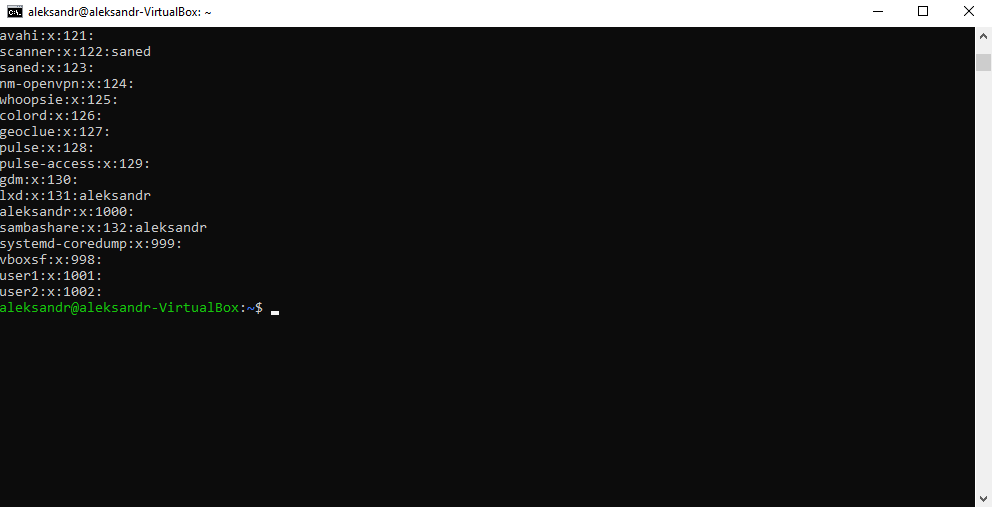 aleksandr@aleksandr-VirtualBox: ~
avahi:x:121:
scanner:x:122:saned
saned:x:123:
nm-openvpn:x:124:
whoopsie:x:125:
colord:x:126:
geoclue:x:127:
pulse:x:128:
pulse-access:x:129:
gdm:x:130:
lxd:x:131:aleksandr
aleksandr:x:1000:
sambashare:x:132:aleksandr
systemd-coredump:x:999:
vboxsf:x:998:
user1:x:1001:
user2:x:1002:
aleksandr@aleksandr-VirtualBox:~$